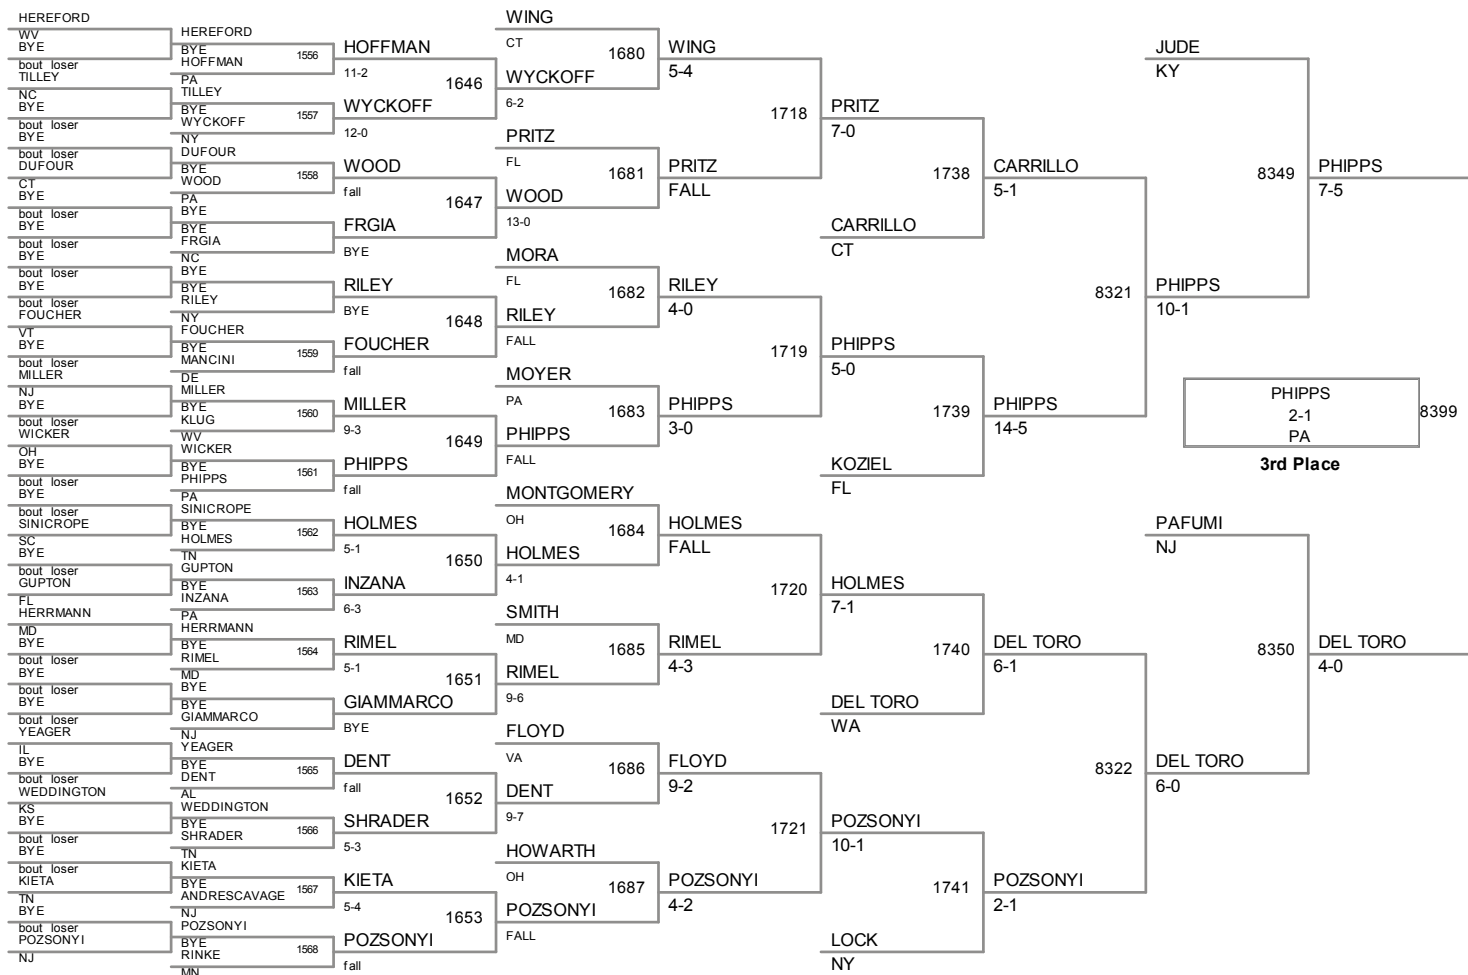 HEREFORD
WV
BYE
bout loser
TILLEY
NC
BYE
bout loser
BYE
bout loser
DUFOUR
CT
BYE
bout loser
BYE
bout loser
BYE
bout loser
BYE
bout loser
FOUCHER
VT
BYE
bout loser
MILLER
NJ
BYE
bout loser
WICKER
OH
BYE
bout loser
BYE
bout loser
SINICROPE
SC
BYE
bout loser
GUPTON
FL
HERRMANN
MD
BYE
bout loser
BYE
bout loser
BYE
bout loser
YEAGER
IL
BYE
bout loser
WEDDINGTON
KS
BYE
bout loser
BYE
bout loser
KIETA
TN
BYE
bout loser
POZSONYI
NJ
HEREFORD
BYE
1556
HOFFMAN
PA
TILLEY
BYE
1557
WYCKOFF
NY
DUFOUR
BYE
1558
WOOD
PA
BYE
BYE
FRGIA
NC
BYE
BYE
RILEY
NY
FOUCHER
BYE
1559
MANCINI
DE
MILLER
BYE
1560
KLUG
WV
WICKER
BYE
1561
PHIPPS
PA
SINICROPE
BYE
1562
HOLMES
TN
GUPTON
BYE
1563
INZANA
PA
HERRMANN
BYE
1564
RIMEL
MD
BYE
BYE
GIAMMARCO
NJ
YEAGER
BYE
1565
DENT
AL
WEDDINGTON
BYE
1566
SHRADER
TN
KIETA
BYE
1567
ANDRESCAVAGE
NJ
POZSONYI
BYE
1568
RINKE
MN
HOFFMAN
11-2
1646
WYCKOFF
12-0
WOOD
fall
1647
FRGIA
BYE
RILEY
BYE
1648
FOUCHER
fall
MILLER
9-3
1649
PHIPPS
fall
HOLMES
5-1
1650
INZANA
6-3
RIMEL
5-1
1651
GIAMMARCO
BYE
DENT
fall
1652
SHRADER
5-3
KIETA
5-4
1653
POZSONYI
fall
WING
CT
1680
WYCKOFF
6-2
PRITZ
FL
1681
WOOD
13-0
MORA
FL
1682
RILEY
FALL
MOYER
PA
1683
PHIPPS
FALL
MONTGOMERY
OH
1684
HOLMES
4-1
SMITH
MD
1685
RIMEL
9-6
FLOYD
VA
1686
DENT
9-7
HOWARTH
OH
1687
POZSONYI
FALL
WING
5-4
1718
PRITZ
FALL
RILEY
4-0
1719
PHIPPS
3-0
HOLMES
FALL
1720
RIMEL
4-3
FLOYD
9-2
1721
POZSONYI
4-2
PRITZ
7-0
1738
CARRILLO
CT
PHIPPS
5-0
1739
KOZIEL
FL
HOLMES
7-1
1740
DEL TORO
WA
POZSONYI
10-1
1741
LOCK
NY
CARRILLO
5-1
8321
PHIPPS
14-5
DEL TORO
6-1
8322
POZSONYI
2-1
JUDE
KY
8349
PHIPPS
10-1
PAFUMI
NJ
8350
DEL TORO
6-0
PHIPPS
7-5
PHIPPS
2-1
PA
8399
3rd Place
DEL TORO
4-0